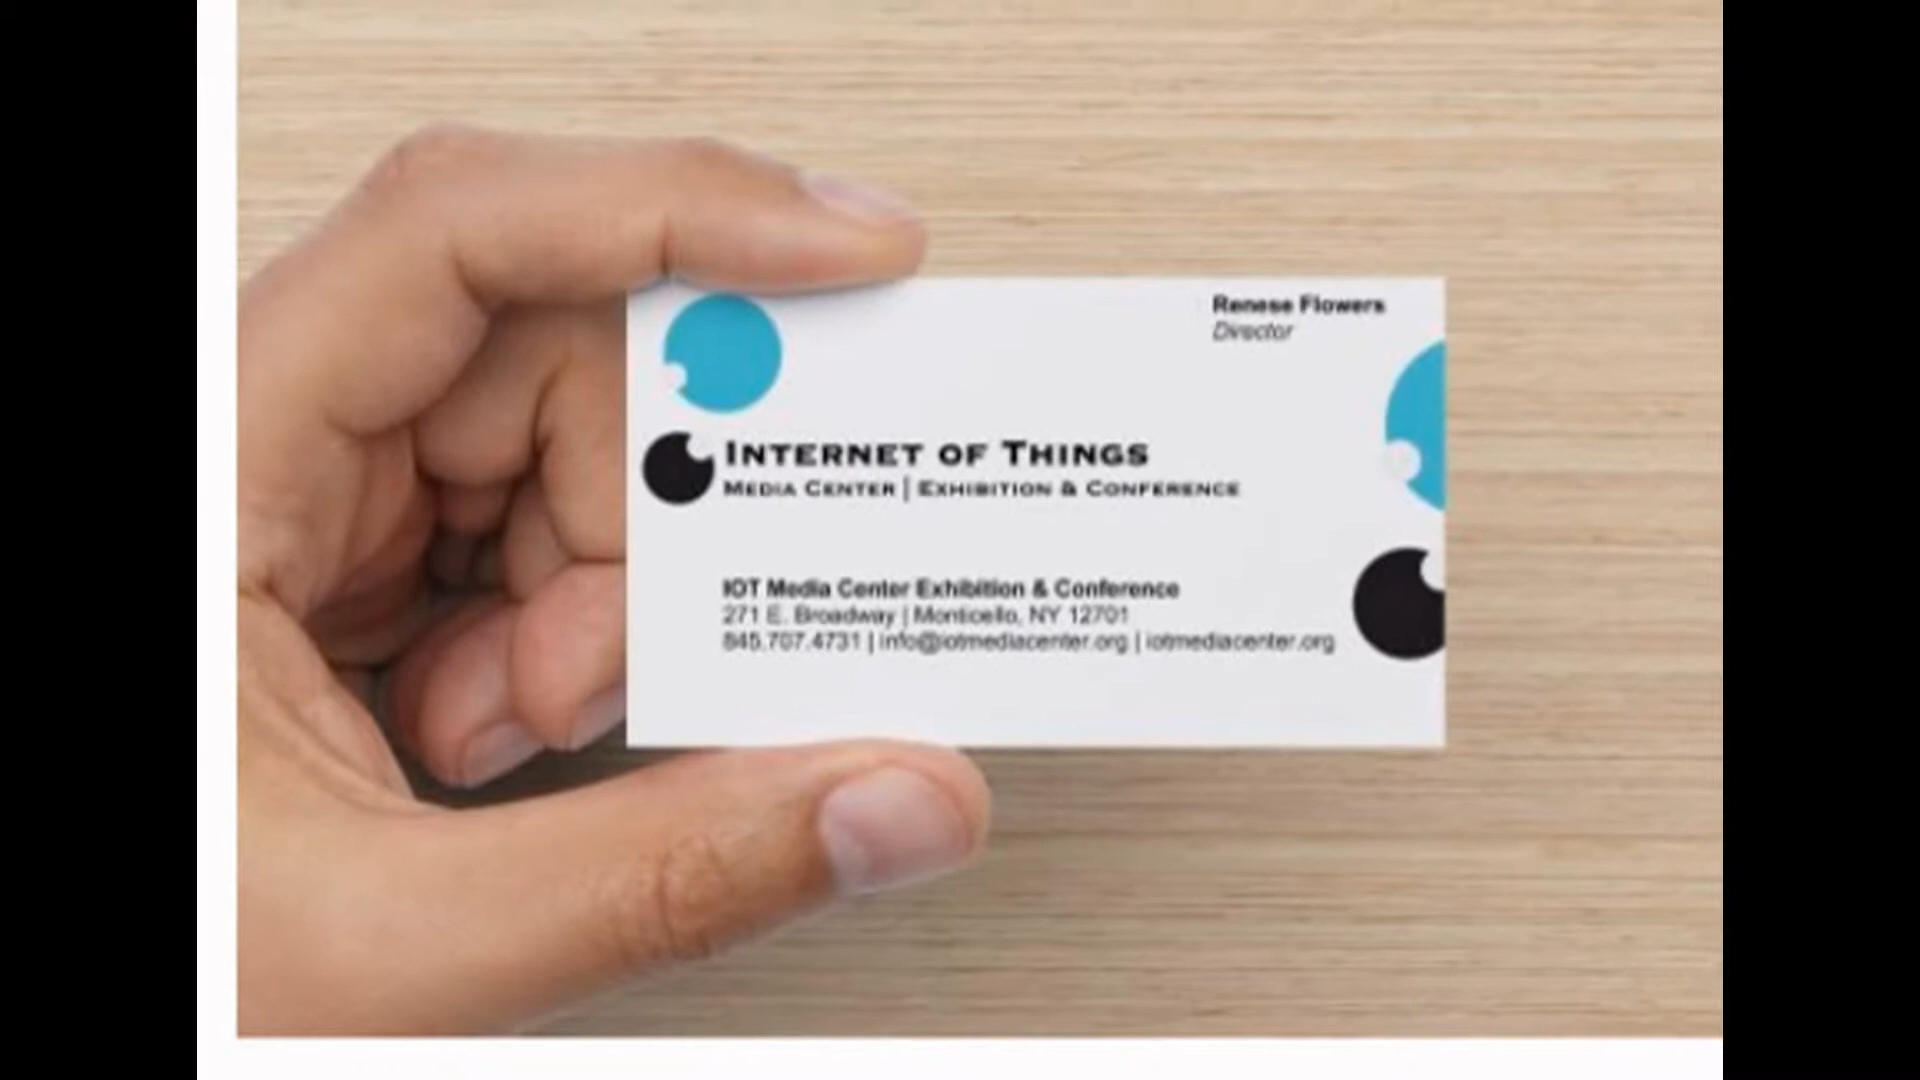 Renese Flowers
Director
INTERNET OF THINGS
MEDIA CENTER | EXHIBITION & CONFERENCE
IOT Media Center Exhibition & Conference
271 E. Broadway | Monticello, NY 12701
845.707.4731 | info@iotmediacenter.org | iotmediacenter.org